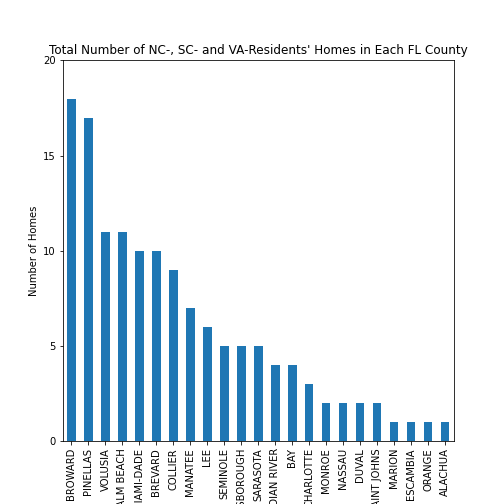 Total Number of NC-, SC- and VA-Residents' Homes in Each FL County
Number of Homes
20
15
10
5
0
BROWARD
PINELLAS
VOLUSIA
ALM BEACH
IAMI-DADE
BREVARD
COLLIER
MANATEE
LEE
SEMINOLE
SBOROUGH
SARASOTA
DIAN RIVER
BAY
CHARLOTTE
MONROE
NASSAU
DUVAL
AINT JOHNS
MARION
ESCAMBIA
ORANGE
ALACHUA